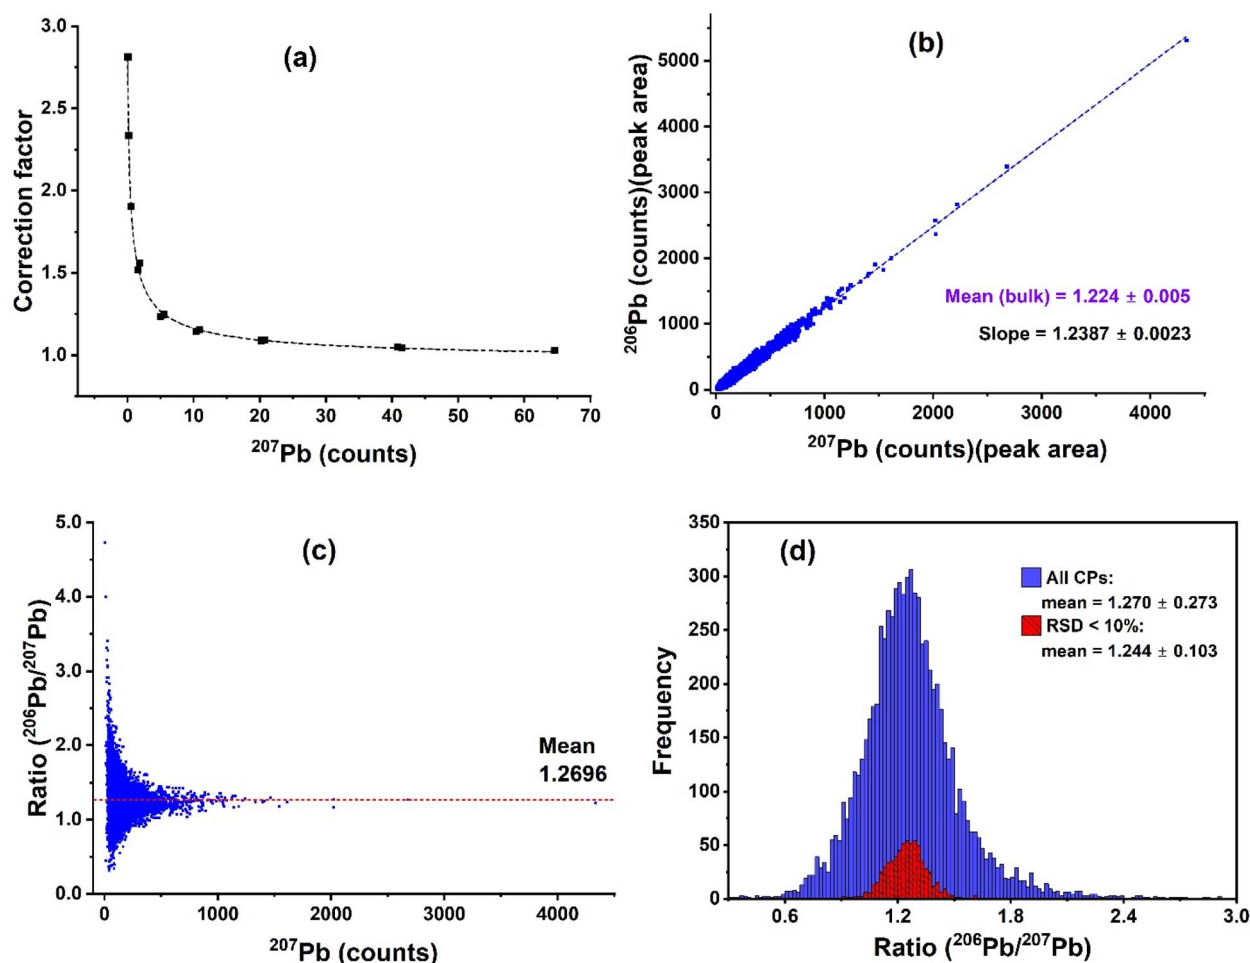 (a)
Correction factor
3.0
2.5
2.0
1.5
1.0
0 10 20 30 40 50 60 70
²⁰⁷Pb (counts)
(b)
²⁰⁶Pb (counts)(peak area)
5000
4000
3000
2000
1000
0
Mean (bulk) = 1.224 ± 0.005
Slope = 1.2387 ± 0.0023
0 1000 2000 3000 4000
²⁰⁷Pb (counts)(peak area)
(c)
Ratio (²⁰⁶Pb/²⁰⁷Pb)
5.0
4.0
3.0
2.0
1.0
0.0
Mean
1.2696
0 1000 2000 3000 4000
²⁰⁷Pb (counts)
(d)
Frequency
350
300
250
200
150
100
50
0
All CPs:
mean = 1.270 ± 0.273
RSD < 10%:
mean = 1.244 ± 0.103
0.6 1.2 1.8 2.4 3.0
Ratio (²⁰⁶Pb/²⁰⁷Pb)